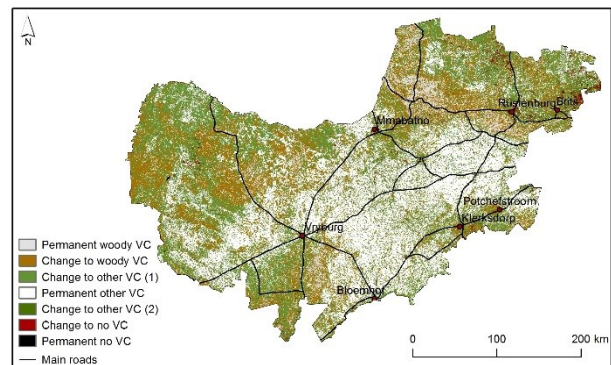 N
Rustenburg
Brits
Mmabatho
Potchefstroom
Klerksdorp
Vryburg
Bloemhof
Permanent woody VC
Change to woody VC
Change to other VC (1)
Permanent other VC
Change to other VC (2)
Change to no VC
Permanent no VC
Main roads
0 100 200 km